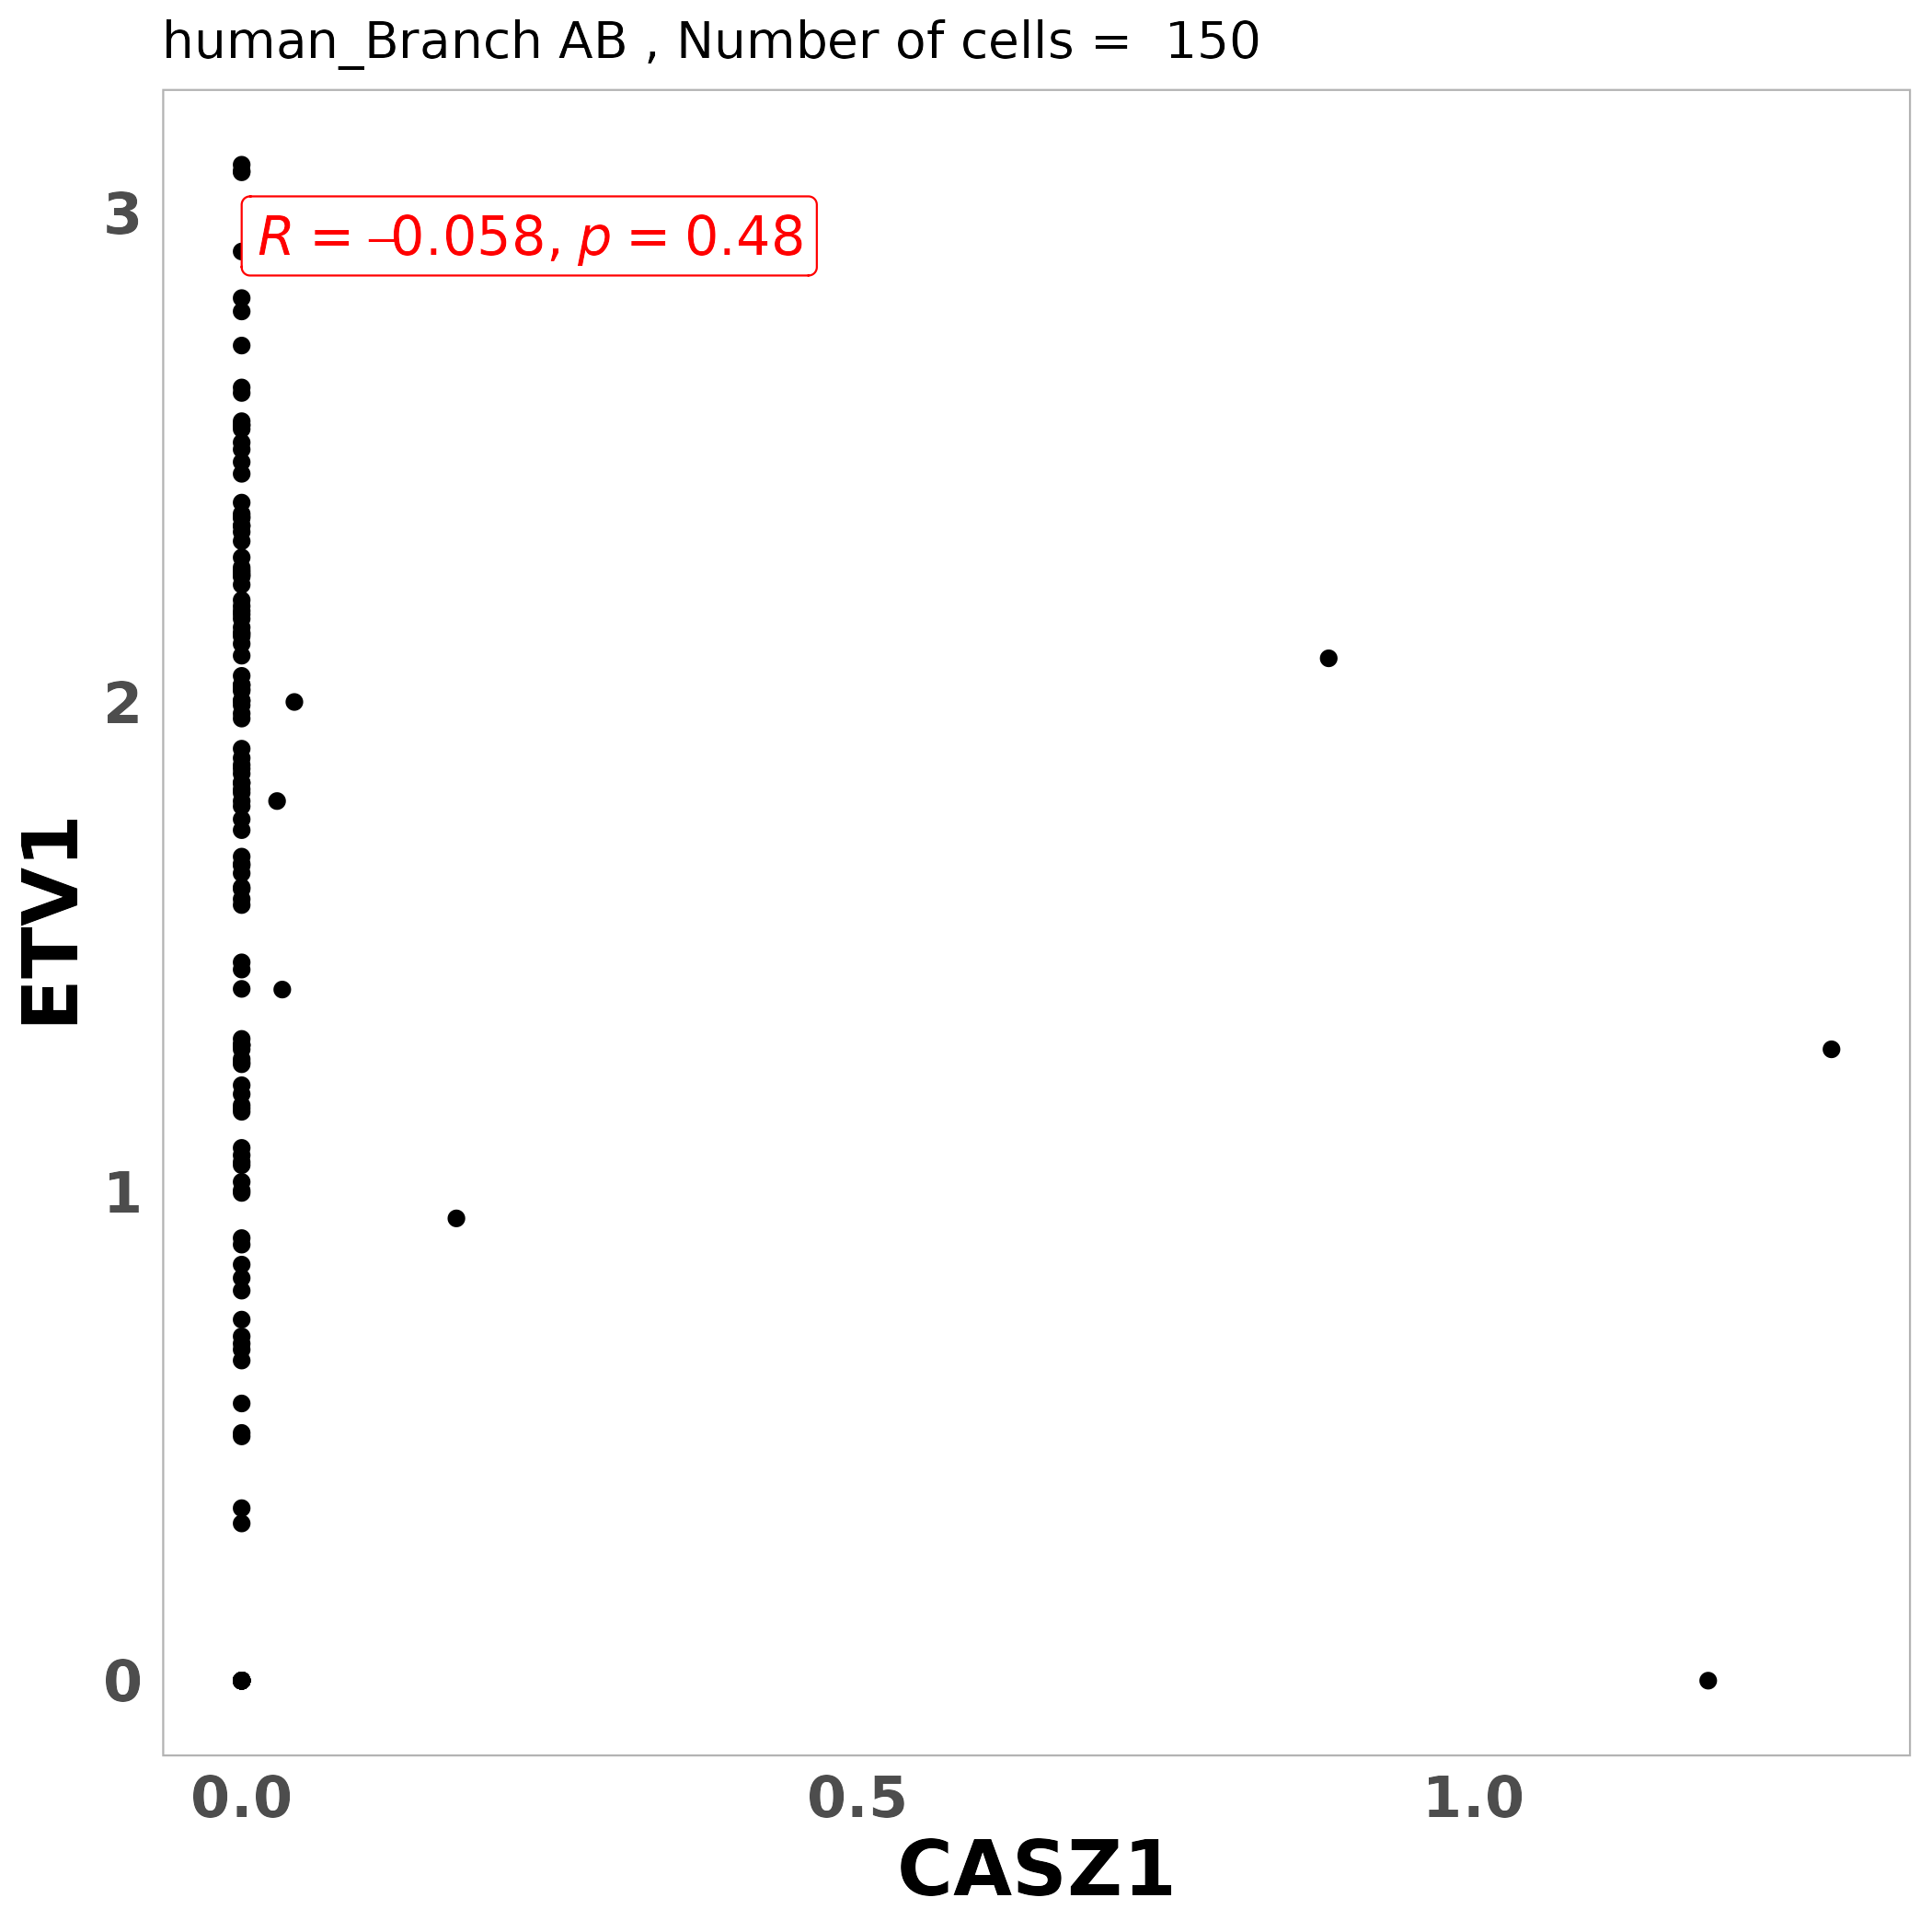 human_Branch AB , Number of cells =  150
R = –0.058, p = 0.48
3
2
1
0
ETV1
0.0 0.5 1.0
CASZ1